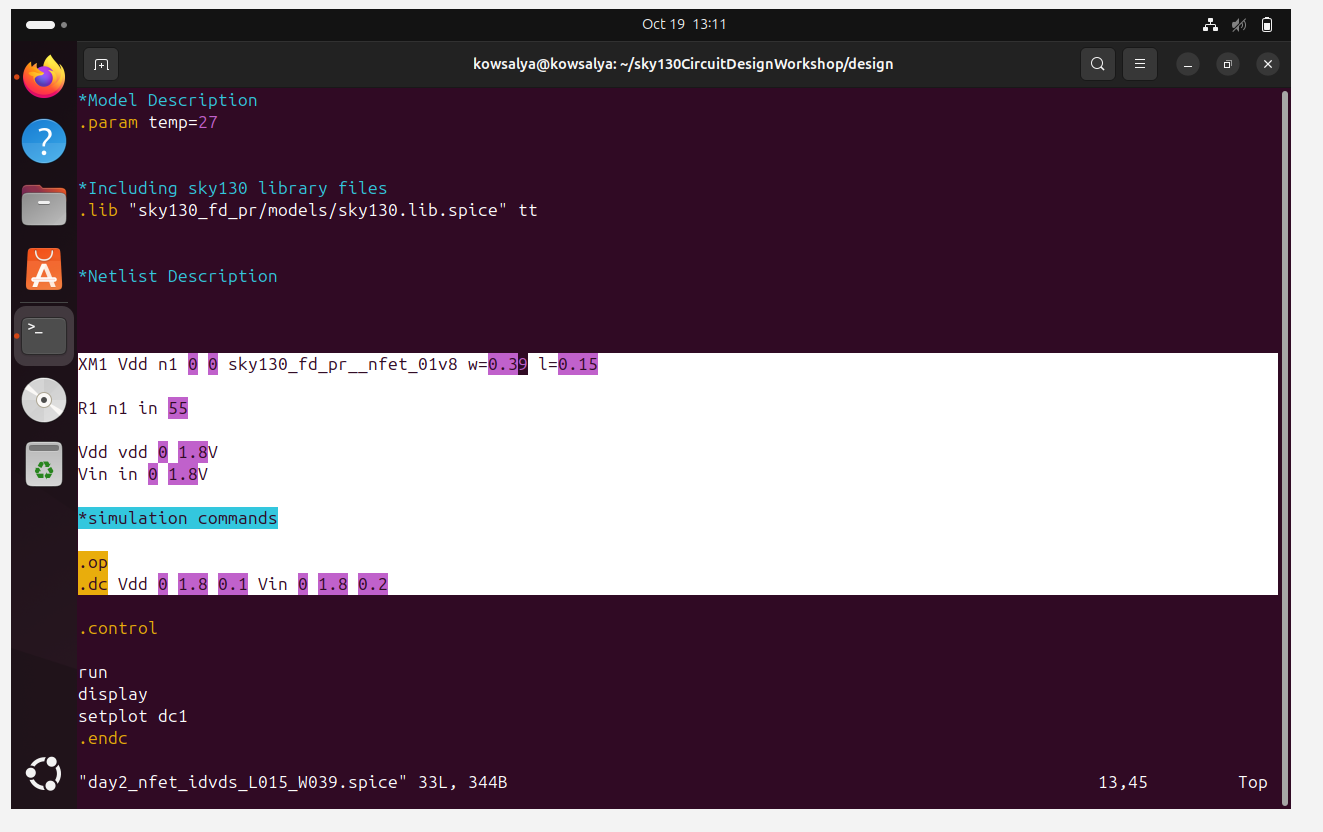 Oct 19 13:11
kowsalya@kowsalya: ~/sky130CircuitDesignWorkshop/design
*Model Description
.param temp=27
*Including sky130 library files
.lib "sky130_fd_pr/models/sky130.lib.spice" tt
*Netlist Description
XM1 Vdd n1 0 0 sky130_fd_pr__nfet_01v8 w=0.39 l=0.15
R1 n1 in 55
Vdd vdd 0 1.8V
Vin in 0 1.8V
*simulation commands
.op
.dc Vdd 0 1.8 0.1 Vin 0 1.8 0.2
.control
run
display
setplot dc1
.endc
"day2_nfet_idvds_L015_W039.spice" 33L, 344B 13,45 Top